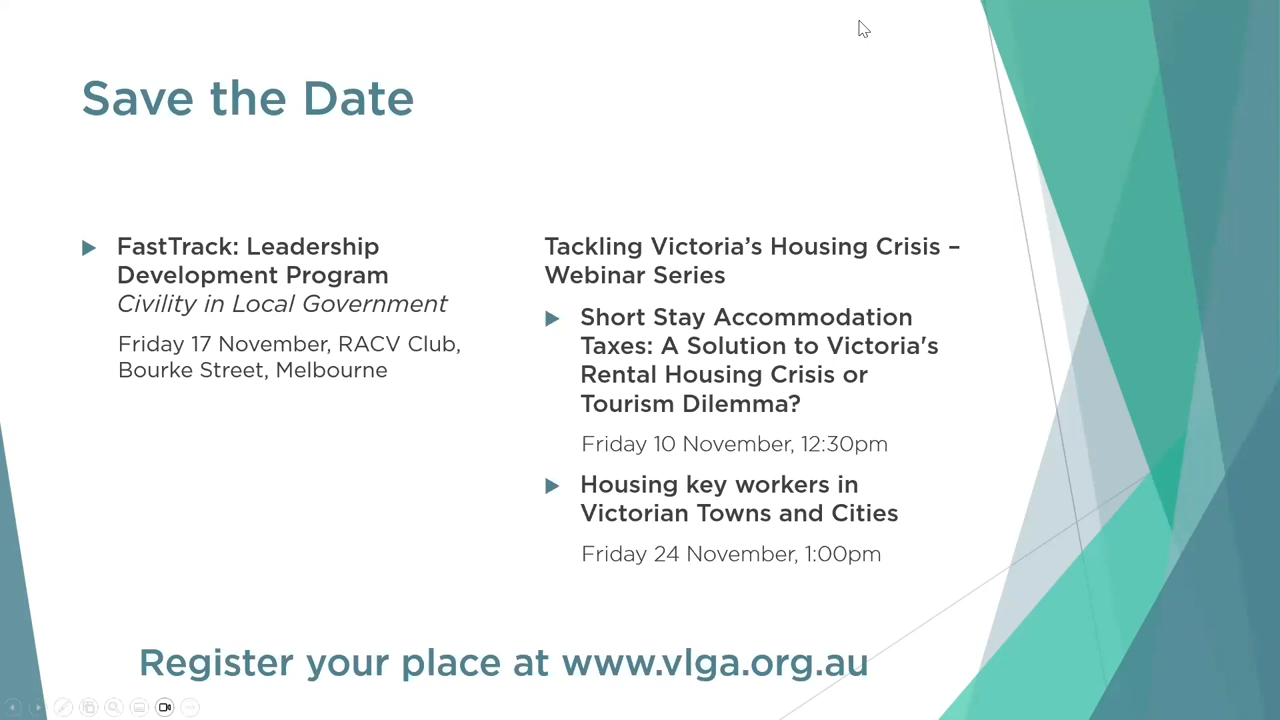 Save the Date
FastTrack: Leadership
Development Program
Civility in Local Government
Friday 17 November, RACV Club,
Bourke Street, Melbourne
Tackling Victoria’s Housing Crisis –
Webinar Series
Short Stay Accommodation
Taxes: A Solution to Victoria's
Rental Housing Crisis or
Tourism Dilemma?
Friday 10 November, 12:30pm
Housing key workers in
Victorian Towns and Cities
Friday 24 November, 1:00pm
Register your place at www.vlga.org.au